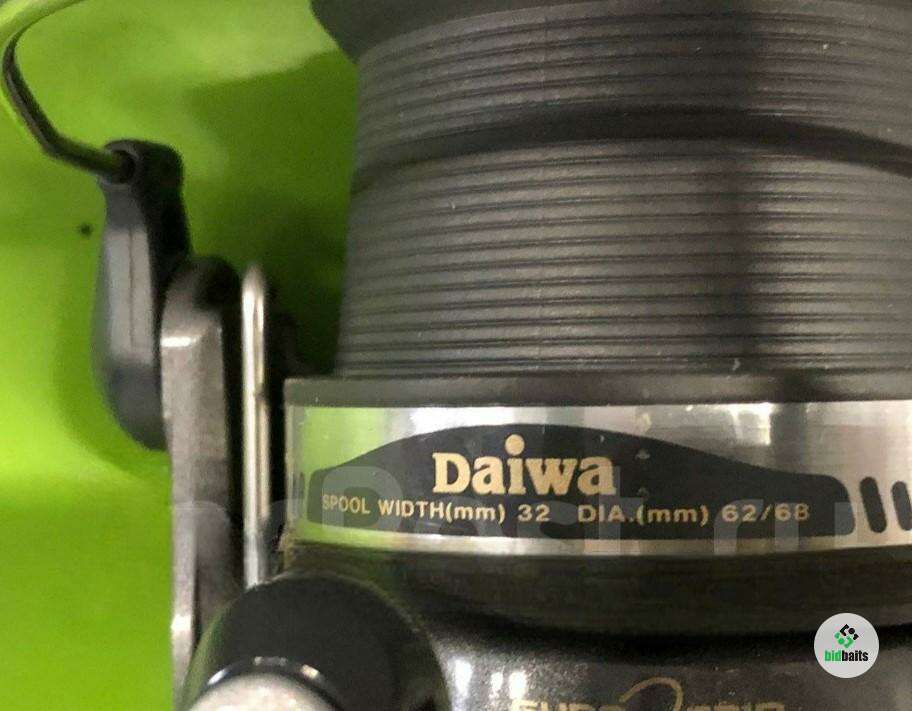 Daiwa
SPOOL WIDTH(mm) 32 DIA.(mm) 62/68
bidbaits